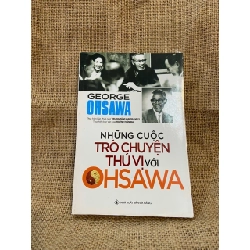 GEORGE
OHSAWA
NHỮNG CUỘC
TRÒ CHUYỆN
THÚ VỊ với
OHSAWA